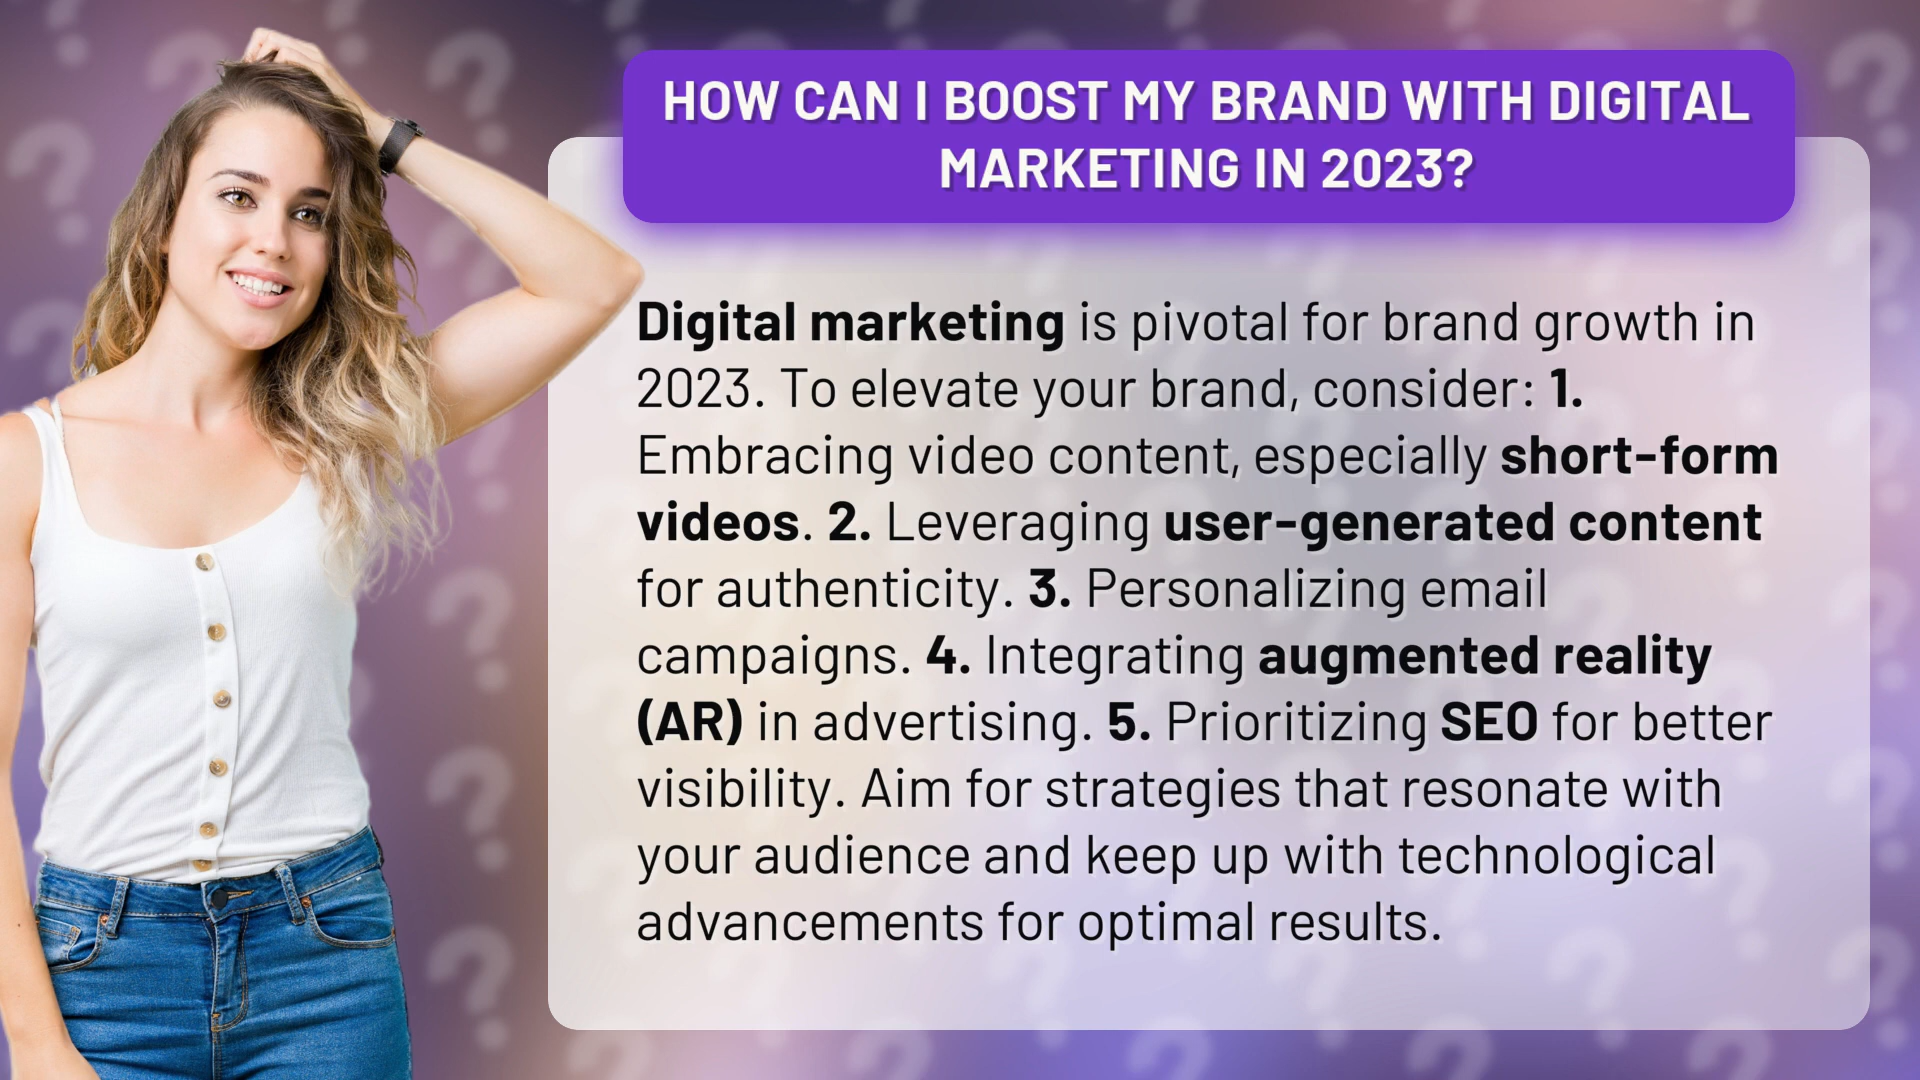 HOW CAN I BOOST MY BRAND WITH DIGITAL
MARKETING IN 2023?
Digital marketing is pivotal for brand growth in
2023. To elevate your brand, consider: 1.
Embracing video content, especially short-form
videos. 2. Leveraging user-generated content
for authenticity. 3. Personalizing email
campaigns. 4. Integrating augmented reality
(AR) in advertising. 5. Prioritizing SEO for better
visibility. Aim for strategies that resonate with
your audience and keep up with technological
advancements for optimal results.